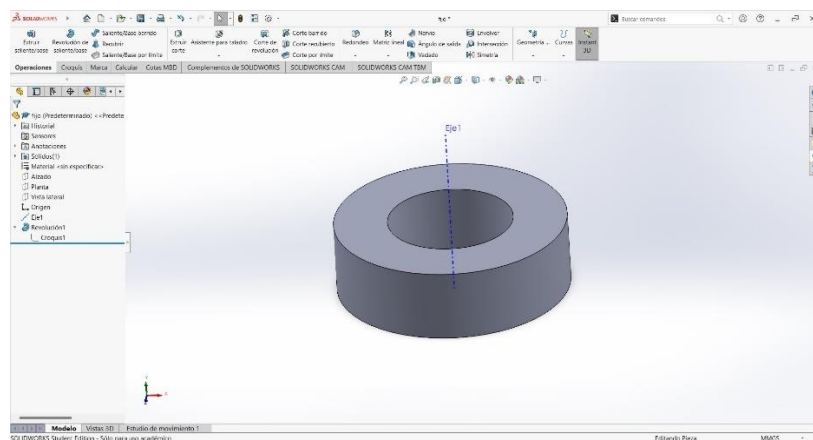 SOLIDWORKS
Buscar comandos
Extruir saliente/base
Revolución de saliente/base
Saliente/Base barrido
Recubrir
Saliente/Base por límite
Extruir corte
Asistente para taladro
Corte de revolución
Corte barrido
Corte recubierto
Corte por límite
Redondeo
Matriz lineal
Nervio
Ángulo de salida
Vaciado
Envolver
Intersección
Simetría
Geometría
Curvas
Instant 3D
Operaciones Croquis Marca Calcular Cotas MBD Complementos de SOLIDWORKS SOLIDWORKS CAM SOLIDWORKS CAM TBM
fijo (Predeterminado) <<Predete
Historial
Sensores
Anotaciones
Sólidos(1)
Material <sin especificar>
Alzado
Planta
Vista lateral
Origen
Eje1
Revolución1
Croquis1
Eje1
Modelo Vistas 3D Estudio de movimiento 1
SOLIDWORKS Student Edition - Sólo para uso académico
Editando Pieza
MMGS